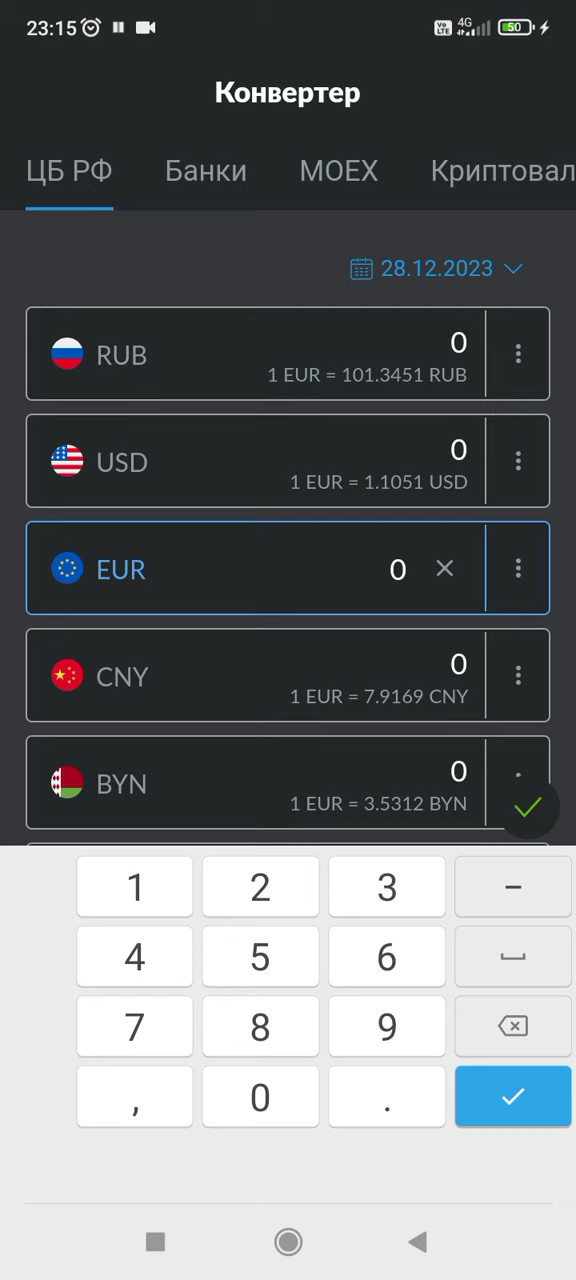 23:15
Vo LTE 4G 50
Конвертер
ЦБ РФ Банки MOEX Криптовал
28.12.2023
RUB 0
1 EUR = 101.3451 RUB
USD 0
1 EUR = 1.1051 USD
EUR 0
CNY 0
1 EUR = 7.9169 CNY
BYN 0
1 EUR = 3.5312 BYN
1 2 3 –
4 5 6
7 8 9
, 0 .